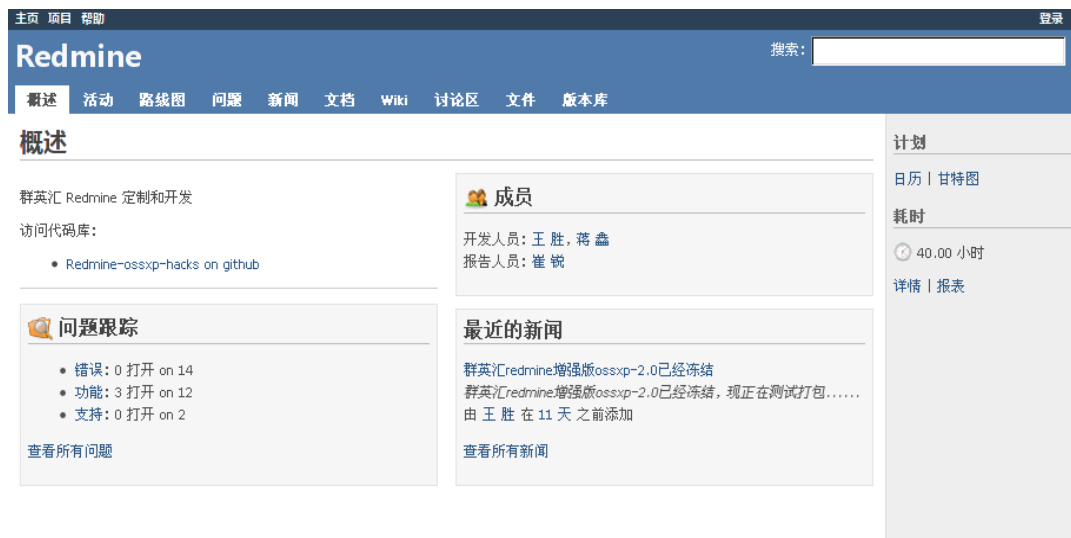 主页 项目 帮助 登录
Redmine
搜索:
概述 活动 路线图 问题 新闻 文档 Wiki 讨论区 文件 版本库
概述
群英汇 Redmine 定制和开发
访问代码库:
• Redmine-ossxp-hacks on github
问题跟踪
• 错误: 0 打开 on 14
• 功能: 3 打开 on 12
• 支持: 0 打开 on 2
查看所有问题
成员
开发人员: 王 胜, 蒋 鑫
报告人员: 崔 锐
最近的新闻
群英汇redmine增强版ossxp-2.0已经冻结
群英汇redmine增强版ossxp-2.0已经冻结，现正在测试打包......
由 王 胜 在 11 天 之前添加
查看所有新闻
计划
日历 | 甘特图
耗时
40.00 小时
详情 | 报表